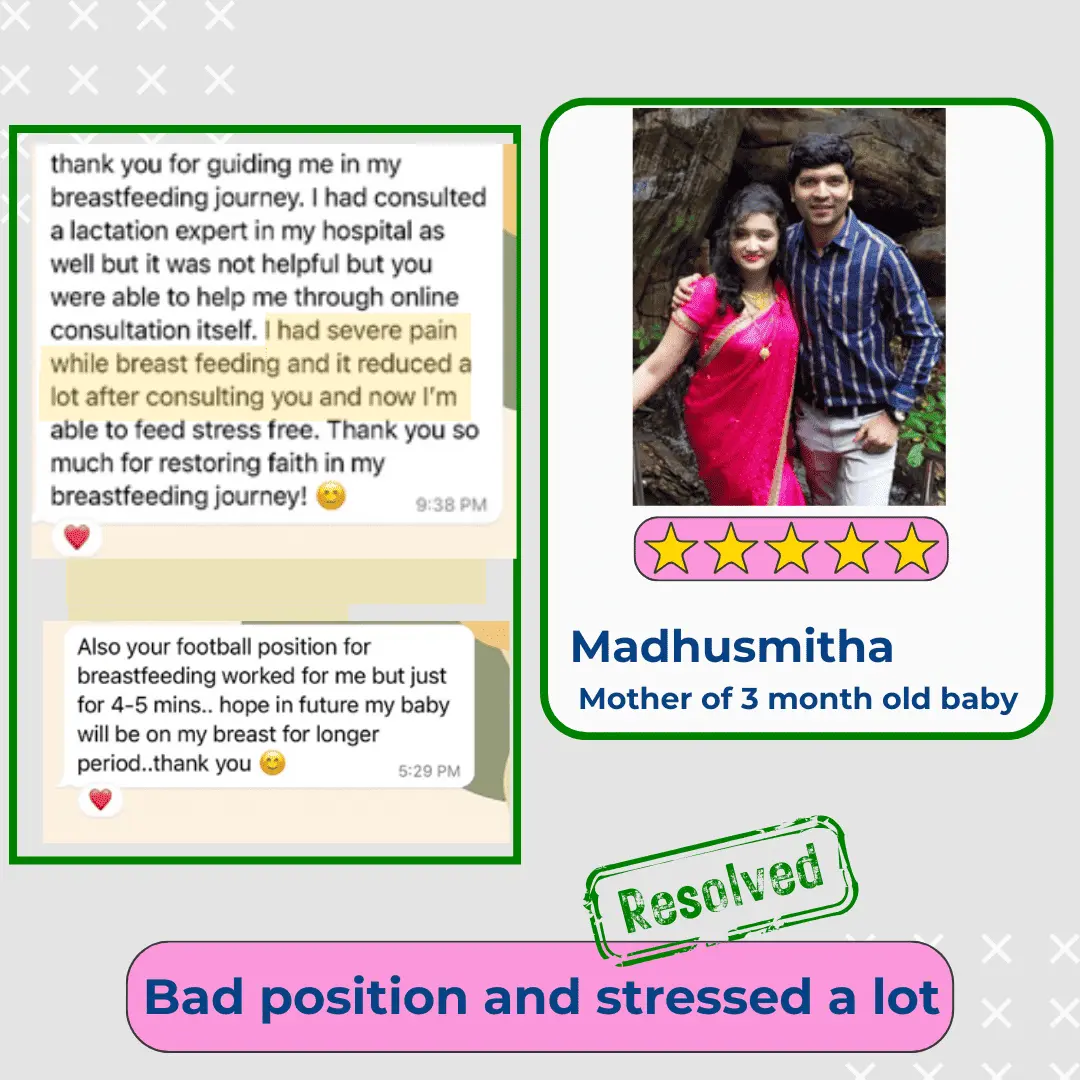 thank you for guiding me in my
breastfeeding journey. I had consulted
a lactation expert in my hospital as
well but it was not helpful but you
were able to help me through online
consultation itself. I had severe pain
while breast feeding and it reduced a
lot after consulting you and now I'm
able to feed stress free. Thank you so
much for restoring faith in my
breastfeeding journey! 😊
9:38 PM
Also your football position for
breastfeeding worked for me but just
for 4-5 mins.. hope in future my baby
will be on my breast for longer
period..thank you 😊
5:29 PM
Madhusmitha
Mother of 3 month old baby
Resolved
Bad position and stressed a lot